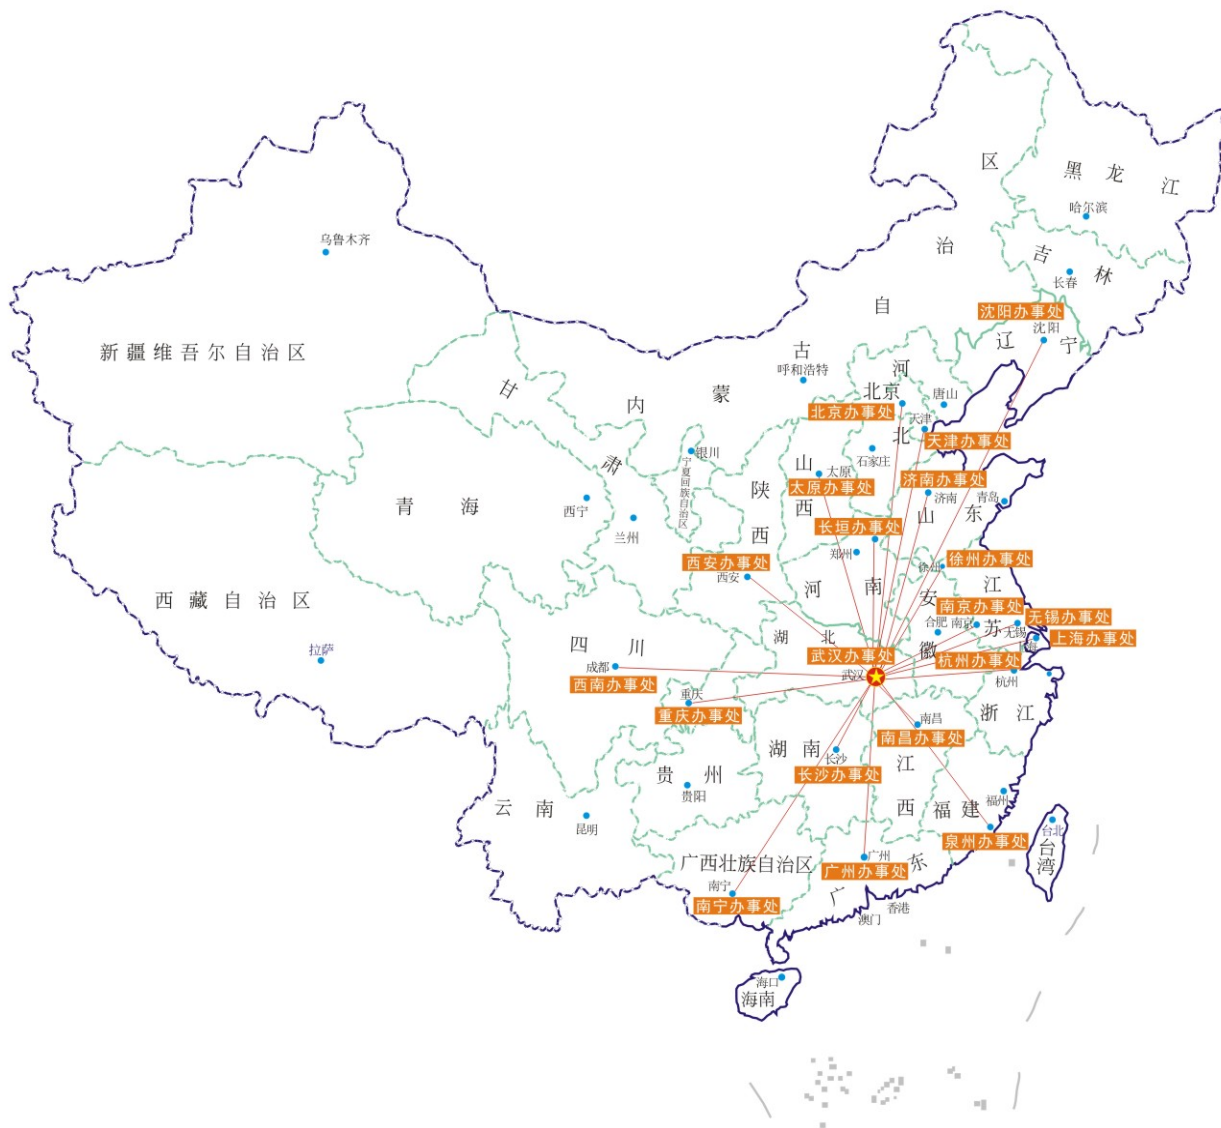 黑龙江
哈尔滨
吉林
长春
沈阳办事处
沈阳
辽宁
内蒙古自治区
呼和浩特
乌鲁木齐
新疆维吾尔自治区
甘肃
河北
北京
北京办事处
唐山
天津
天津办事处
石家庄
银川
宁夏回族自治区
山西
太原
太原办事处
济南办事处
济南
青岛
山东
陕西
青海
西宁
兰州
长垣办事处
郑州
西安办事处
西安
徐州办事处
徐州
河南
安徽
江苏
西藏自治区
拉萨
南京办事处
南京
合肥
无锡办事处
无锡
上海办事处
上海
湖北
武汉办事处
武汉
杭州办事处
杭州
四川
成都
西南办事处
重庆
重庆办事处
浙江
南昌
南昌办事处
湖南
长沙
长沙办事处
江西
贵州
贵阳
云南
昆明
福建
福州
泉州办事处
台北
台湾
广西壮族自治区
南宁
南宁办事处
广州
广州办事处
广东
香港
澳门
海口
海南